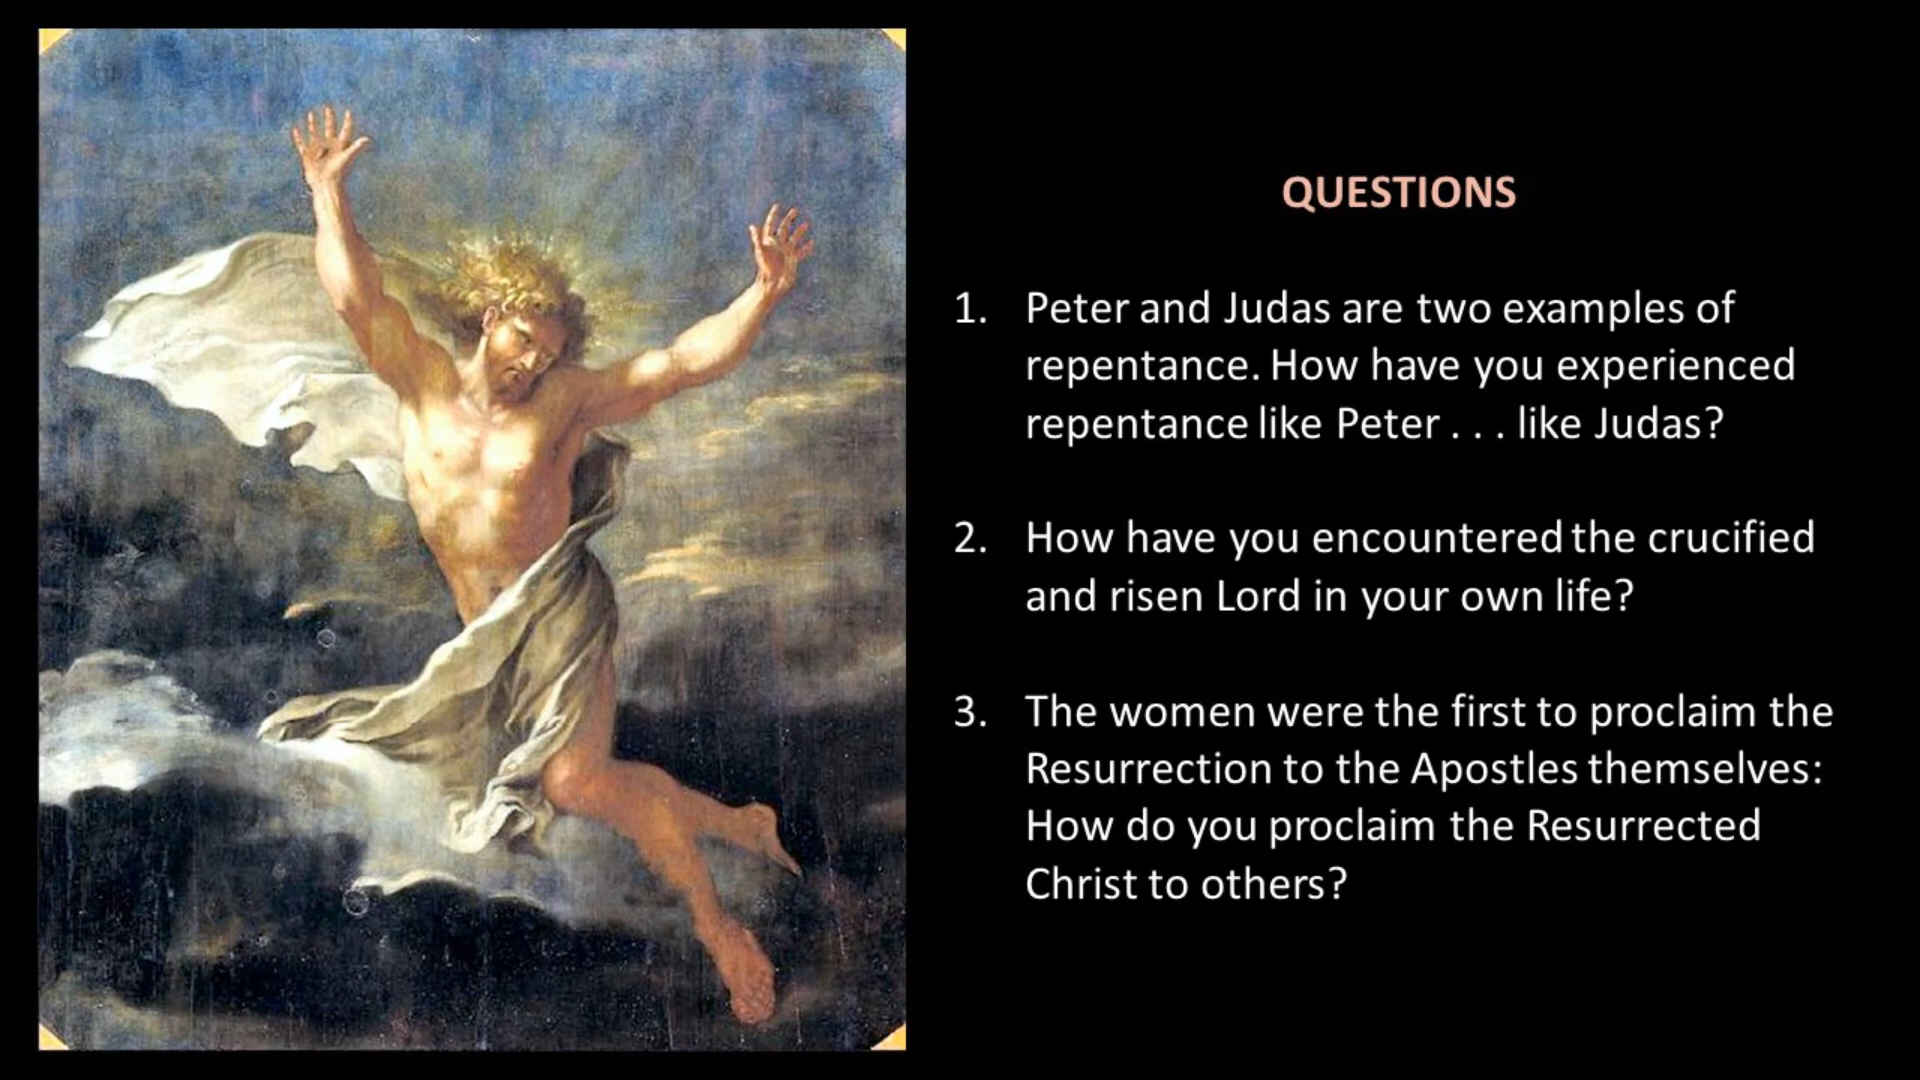 QUESTIONS
1. Peter and Judas are two examples of
repentance. How have you experienced
repentance like Peter . . . like Judas?
2. How have you encountered the crucified
and risen Lord in your own life?
3. The women were the first to proclaim the
Resurrection to the Apostles themselves:
How do you proclaim the Resurrected
Christ to others?